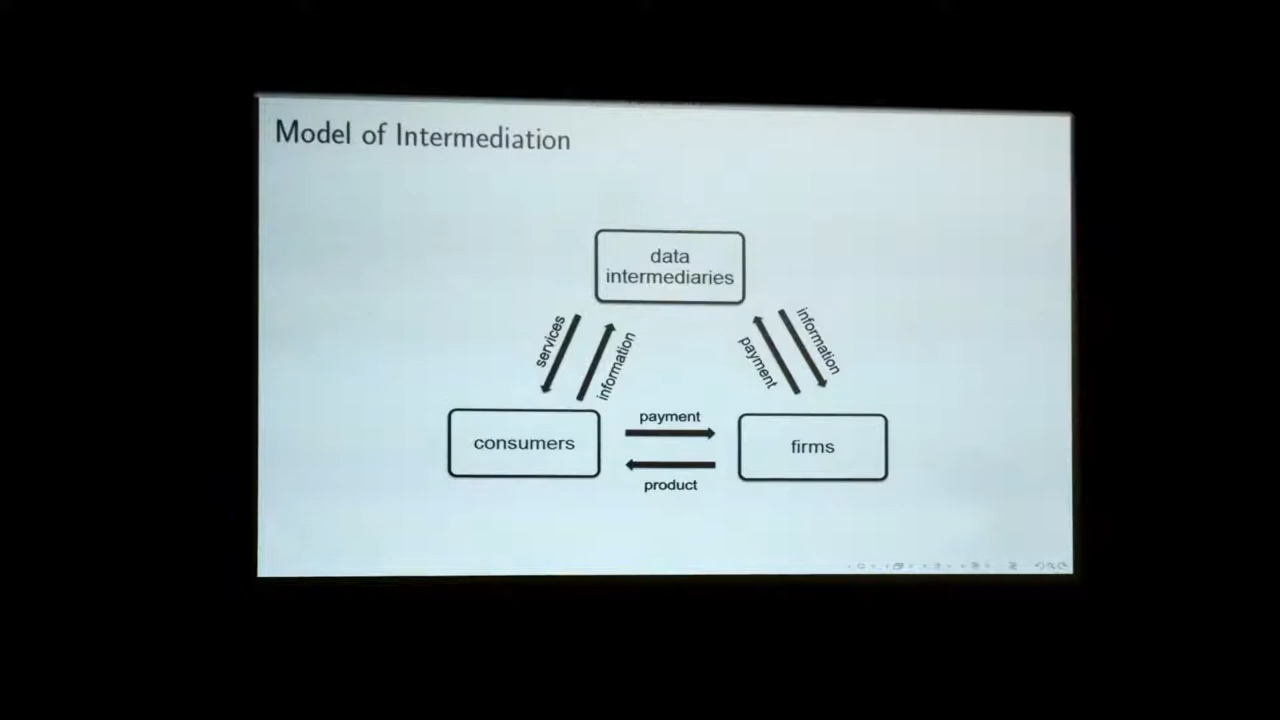 Model of Intermediation
data
intermediaries
services
information
payment
information
consumers
payment
product
firms